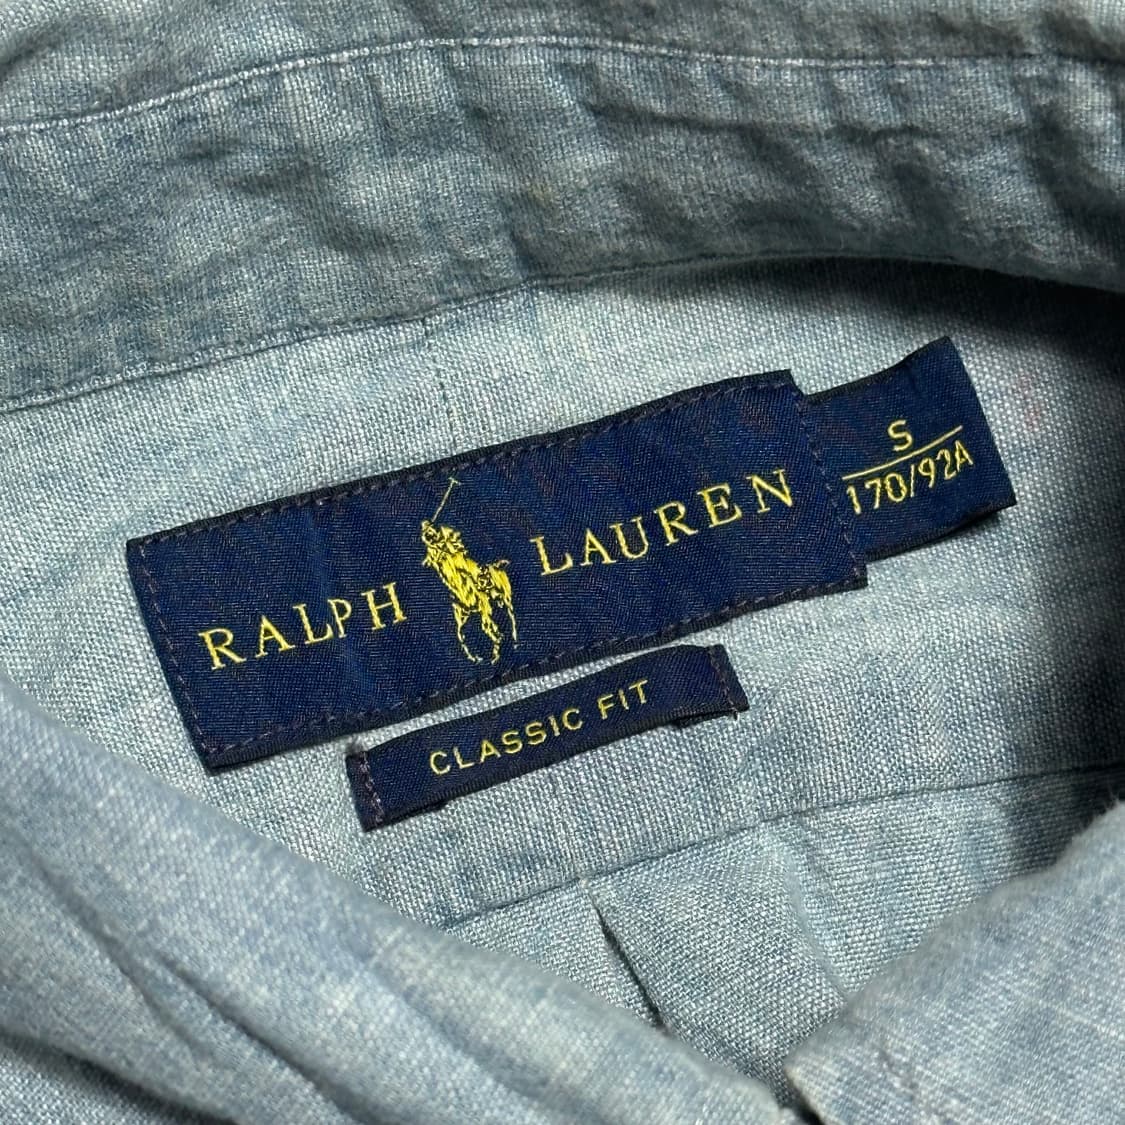 RALPH LAUREN
S
170/92A
CLASSIC FIT